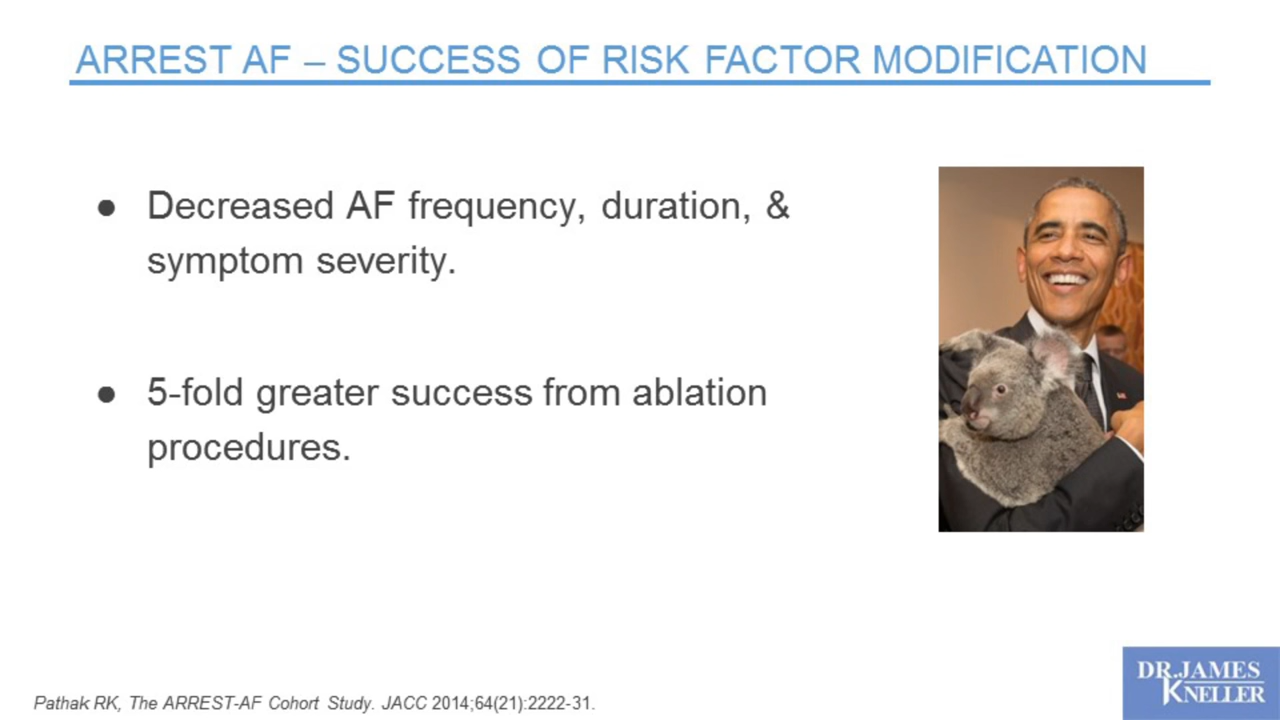 ARREST AF – SUCCESS OF RISK FACTOR MODIFICATION
● Decreased AF frequency, duration, &
symptom severity.
● 5-fold greater success from ablation
procedures.
Pathak RK, The ARREST-AF Cohort Study. JACC 2014;64(21):2222-31.
DR.JAMES
KNELLER